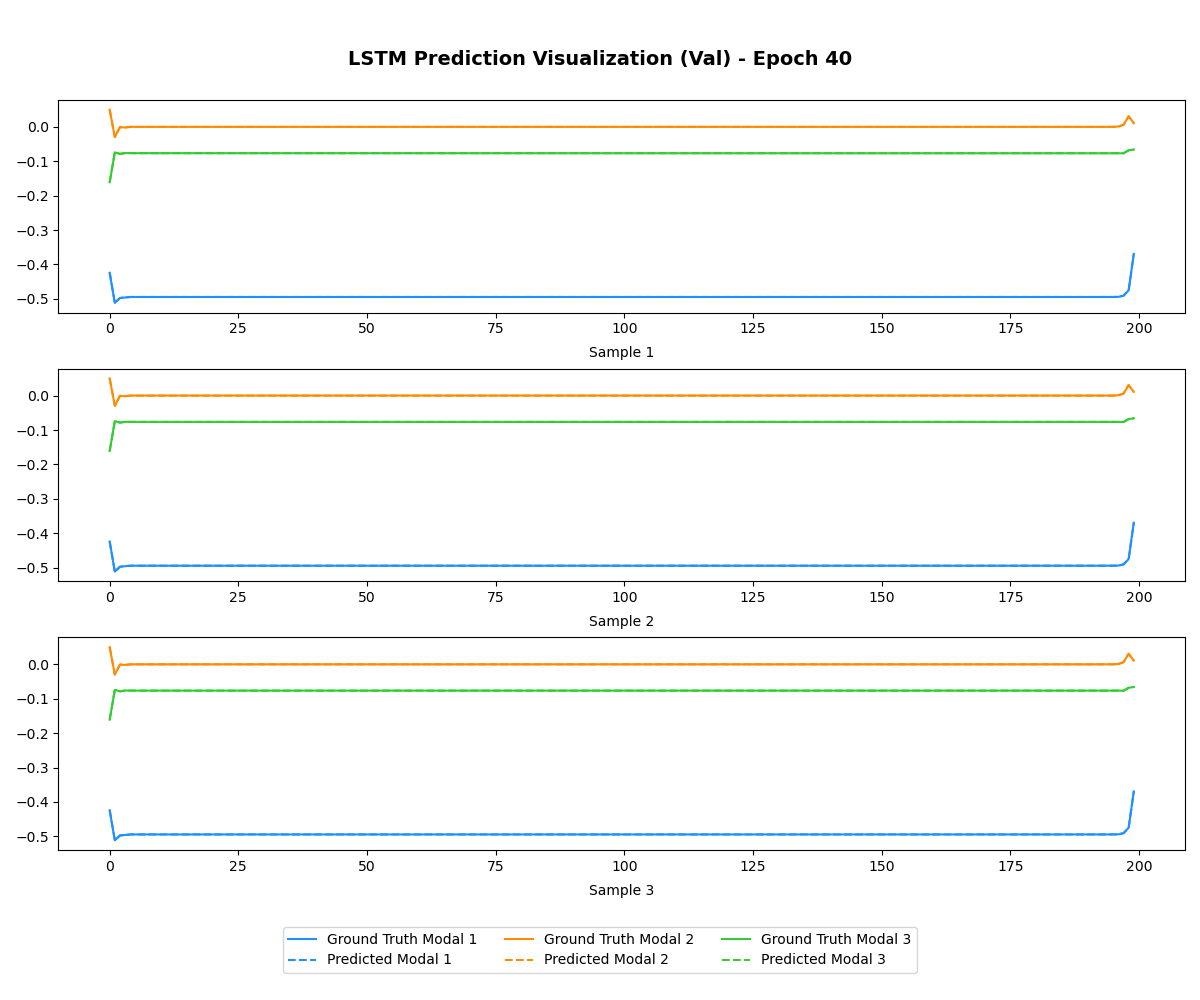 LSTM Prediction Visualization (Val) - Epoch 40
0.0
−0.1
−0.2
−0.3
−0.4
−0.5
0 25 50 75 100 125 150 175 200
Sample 1
0.0
−0.1
−0.2
−0.3
−0.4
−0.5
0 25 50 75 100 125 150 175 200
Sample 2
0.0
−0.1
−0.2
−0.3
−0.4
−0.5
0 25 50 75 100 125 150 175 200
Sample 3
Ground Truth Modal 1 Ground Truth Modal 2 Ground Truth Modal 3
Predicted Modal 1 Predicted Modal 2 Predicted Modal 3